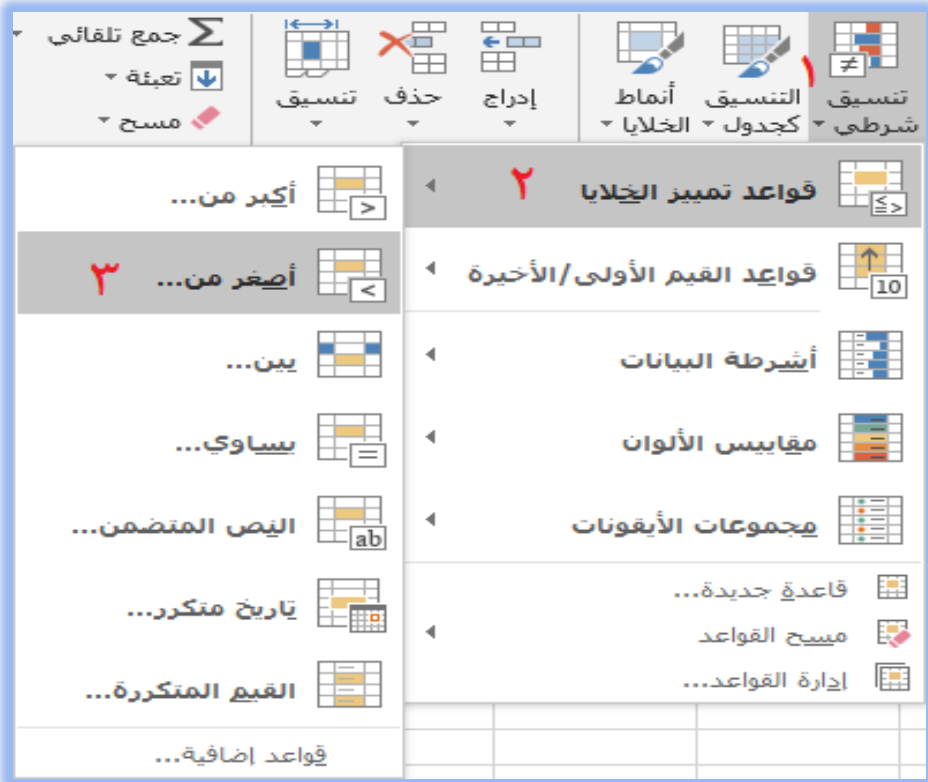 تنسيق شرطي
١
التنسيق كجدول
أنماط الخلايا
إدراج
حذف
تنسيق
جمع تلقائي
تعبئة
مسح
قواعد تمييز الخلايا
٢
قواعد القيم الأولى/الأخيرة
10
أشرطة البيانات
مقاييس الألوان
مجموعات الأيقونات
قاعدة جديدة...
مسح القواعد
إدارة القواعد...
أكبر من...
أصغر من...
٣
بين...
يساوي...
النص المتضمن...
ab
تاريخ متكرر...
القيم المتكررة...
قواعد إضافية...